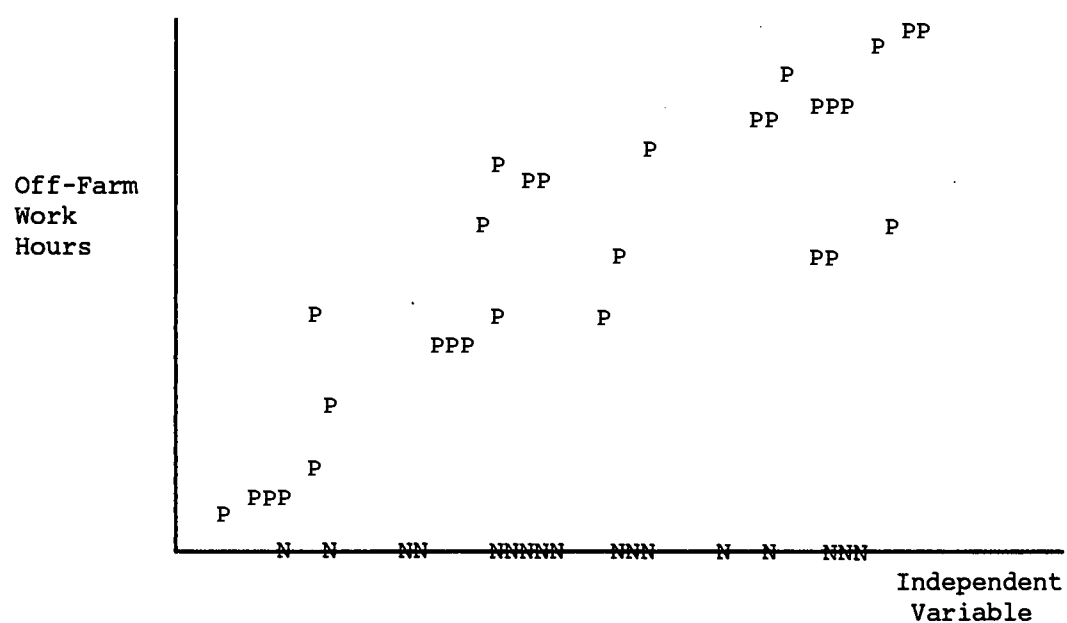 PP
P
P
PPP
PP
P
P
PP
Off-Farm
Work
Hours
P P
P PP
P P P
PPP
P
P
PPP
P
N N NN NNNNN NNN N N NNN
Independent
Variable